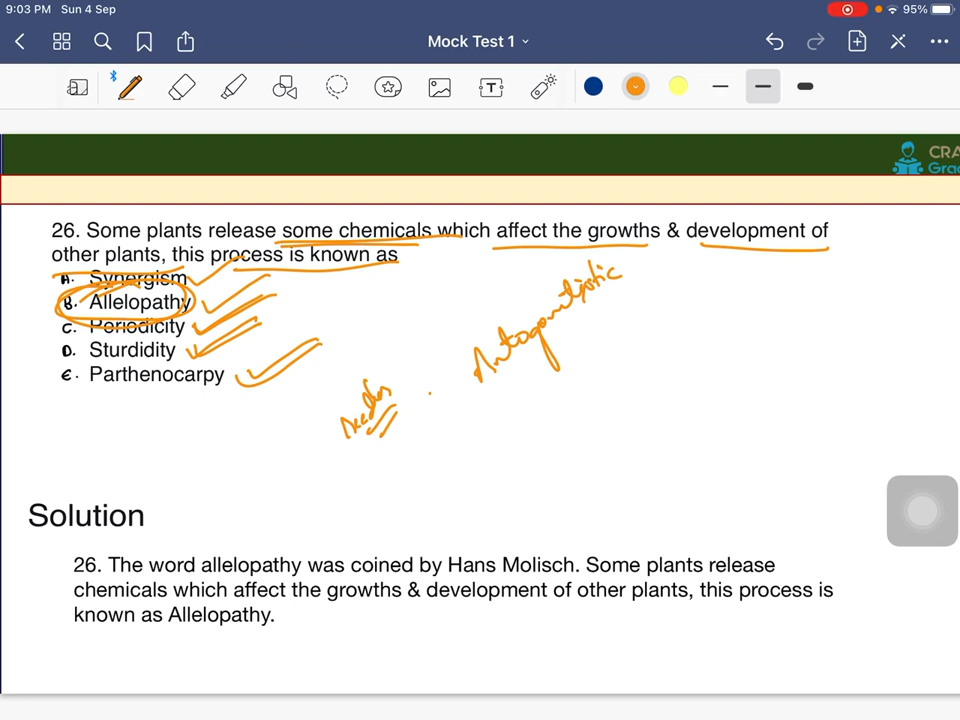 9:03 PM Sun 4 Sep
95%
Mock Test 1
T
CRA
Grad
26. Some plants release some chemicals which affect the growths & development of
other plants, this process is known as
A. Synergism
B. Allelopathy
C. Periodicity
D. Sturdidity
E. Parthenocarpy
Antogontistic
Solution
26. The word allelopathy was coined by Hans Molisch. Some plants release
chemicals which affect the growths & development of other plants, this process is
known as Allelopathy.